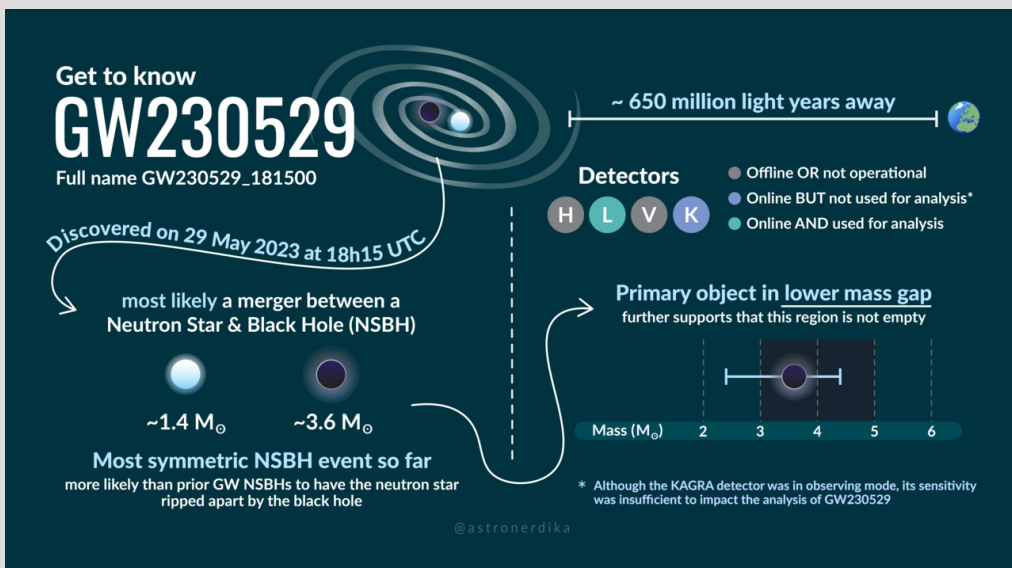 Get to know
GW230529
Full name GW230529_181500
~ 650 million light years away
Detectors
H L V K
Offline OR not operational
Online BUT not used for analysis*
Online AND used for analysis
Discovered on 29 May 2023 at 18h15 UTC
most likely a merger between a
Neutron Star & Black Hole (NSBH)
~1.4 M☉
~3.6 M☉
Most symmetric NSBH event so far
more likely than prior GW NSBHs to have the neutron star
ripped apart by the black hole
Primary object in lower mass gap
further supports that this region is not empty
Mass (M☉) 2 3 4 5 6
* Although the KAGRA detector was in observing mode, its sensitivity
was insufficient to impact the analysis of GW230529
@astronerdika